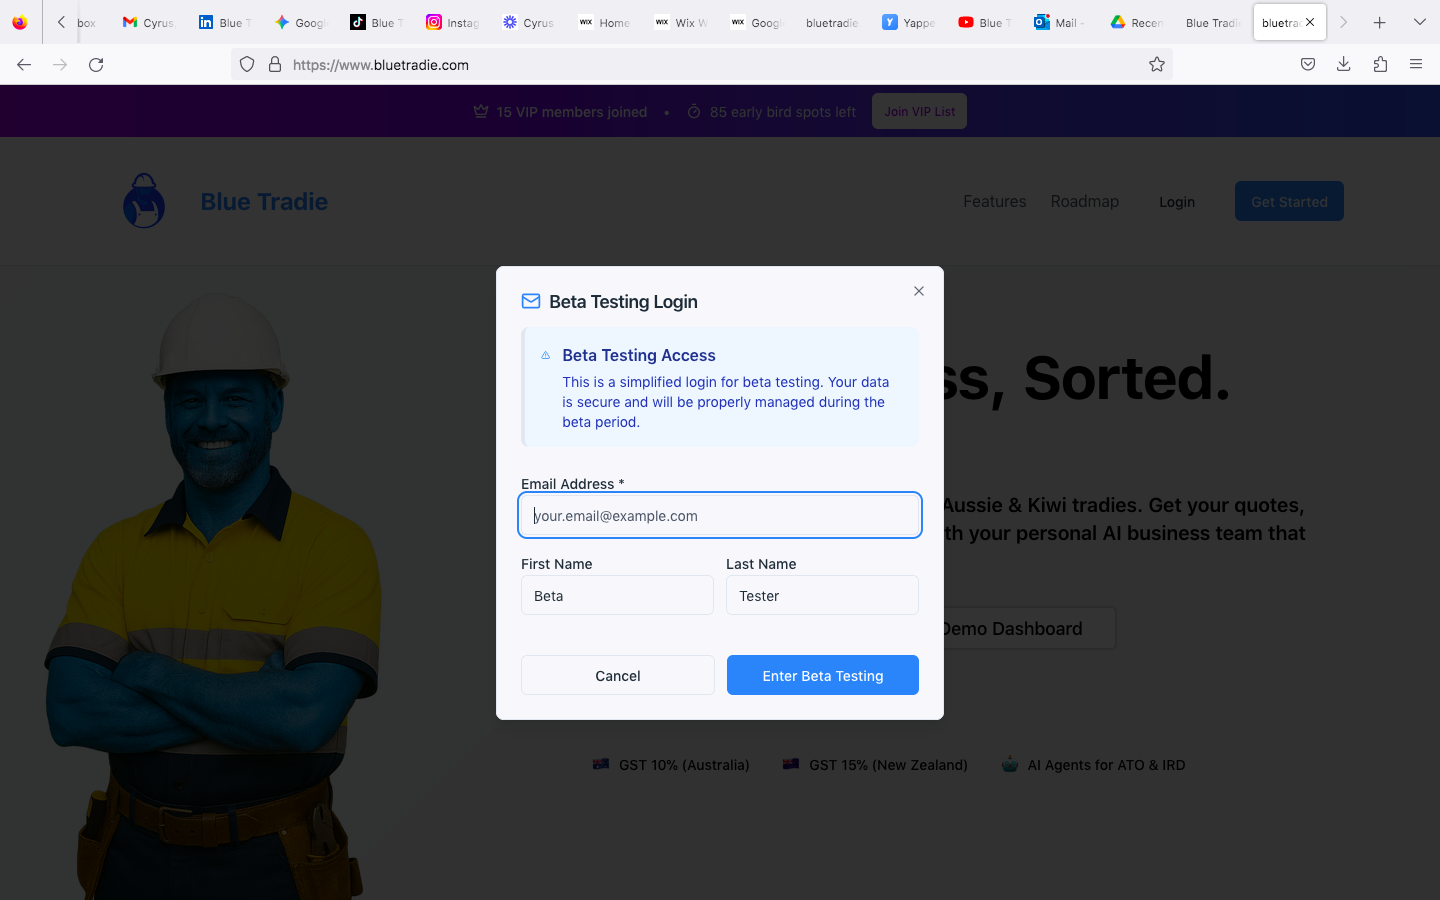 box
Cyrus,
Blue T
Googl
Blue T
Instag
Cyrus
WIX Home
WIX Wix W
WIX Googl
bluetradie.
Y Yappe
Blue T
Mail -
Recen
Blue Tradi
bluetrad
https://www.bluetradie.com
15 VIP members joined • 85 early bird spots left Join VIP List
Blue Tradie
Features Roadmap Login Get Started
ss, Sorted.
Aussie & Kiwi tradies. Get your quotes,
th your personal AI business team that
Demo Dashboard
GST 10% (Australia) GST 15% (New Zealand) AI Agents for ATO & IRD
Beta Testing Login
Beta Testing Access
This is a simplified login for beta testing. Your data
is secure and will be properly managed during the
beta period.
Email Address *
your.email@example.com
First Name Last Name
Beta Tester
Cancel Enter Beta Testing